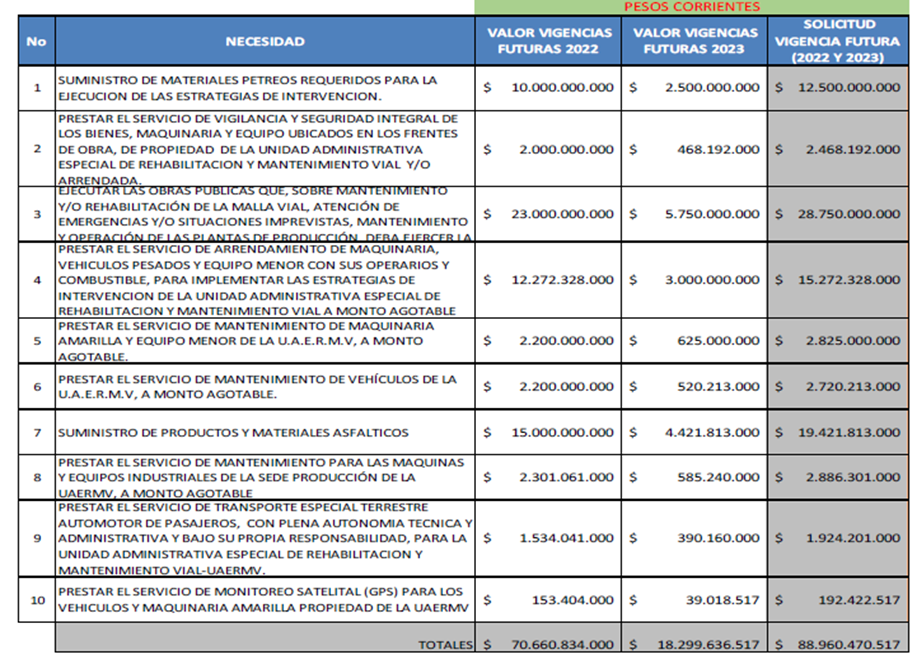 PESOS CORRIENTES
No NECESIDAD VALOR VIGENCIAS FUTURAS 2022 VALOR VIGENCIAS FUTURAS 2023 SOLICITUD VIGENCIA FUTURA (2022 Y 2023)
1 SUMINISTRO DE MATERIALES PETREOS REQUERIDOS PARA LA
EJECUCION DE LAS ESTRATEGIAS DE INTERVENCION. $ 10.000.000.000 $ 2.500.000.000 $ 12.500.000.000
2 PRESTAR EL SERVICIO DE VIGILANCIA Y SEGURIDAD INTEGRAL DE
LOS BIENES, MAQUINARIA Y EQUIPO UBICADOS EN LOS FRENTES
DE OBRA, DE PROPIEDAD DE LA UNIDAD ADMINISTRATIVA
ESPECIAL DE REHABILITACION Y MANTENIMIENTO VIAL Y/O
ARRENDADA. $ 2.000.000.000 $ 468.192.000 $ 2.468.192.000
3 EJECUTAR LAS OBRAS PUBLICAS QUE, SOBRE MANTENIMIENTO
Y/O REHABILITACIÓN DE LA MALLA VIAL, ATENCIÓN DE
EMERGENCIAS Y/O SITUACIONES IMPREVISTAS, MANTENIMIENTO
Y OPERACIÓN DE LAS PLANTAS DE PRODUCCIÓN, DEBA EJERCER LA $ 23.000.000.000 $ 5.750.000.000 $ 28.750.000.000
4 PRESTAR EL SERVICIO DE ARRENDAMIENTO DE MAQUINARIA,
VEHICULOS PESADOS Y EQUIPO MENOR CON SUS OPERARIOS Y
COMBUSTIBLE, PARA IMPLEMENTAR LAS ESTRATEGIAS DE
INTERVENCION DE LA UNIDAD ADMINISTRATIVA ESPECIAL DE
REHABILITACION Y MANTENIMIENTO VIAL A MONTO AGOTABLE $ 12.272.328.000 $ 3.000.000.000 $ 15.272.328.000
5 PRESTAR EL SERVICIO DE MANTENIMIENTO DE MAQUINARIA
AMARILLA Y EQUIPO MENOR DE LA U.A.E.R.M.V, A MONTO
AGOTABLE. $ 2.200.000.000 $ 625.000.000 $ 2.825.000.000
6 PRESTAR EL SERVICIO DE MANTENIMIENTO DE VEHÍCULOS DE LA
U.A.E.R.M.V, A MONTO AGOTABLE. $ 2.200.000.000 $ 520.213.000 $ 2.720.213.000
7 SUMINISTRO DE PRODUCTOS Y MATERIALES ASFALTICOS $ 15.000.000.000 $ 4.421.813.000 $ 19.421.813.000
8 PRESTAR EL SERVICIO DE MANTENIMIENTO PARA LAS MAQUINAS
Y EQUIPOS INDUSTRIALES DE LA SEDE PRODUCCIÓN DE LA
UAERMV, A MONTO AGOTABLE $ 2.301.061.000 $ 585.240.000 $ 2.886.301.000
9 PRESTAR EL SERVICIO DE TRANSPORTE ESPECIAL TERRESTRE
AUTOMOTOR DE PASAJEROS, CON PLENA AUTONOMIA TECNICA Y
ADMINISTRATIVA Y BAJO SU PROPIA RESPONSABILIDAD, PARA LA
UNIDAD ADMINISTRATIVA ESPECIAL DE REHABILITACION Y
MANTENIMIENTO VIAL-UAERMV. $ 1.534.041.000 $ 390.160.000 $ 1.924.201.000
10 PRESTAR EL SERVICIO DE MONITOREO SATELITAL (GPS) PARA LOS
VEHICULOS Y MAQUINARIA AMARILLA PROPIEDAD DE LA UAERMV $ 153.404.000 $ 39.018.517 $ 192.422.517
TOTALES $ 70.660.834.000 $ 18.299.636.517 $ 88.960.470.517